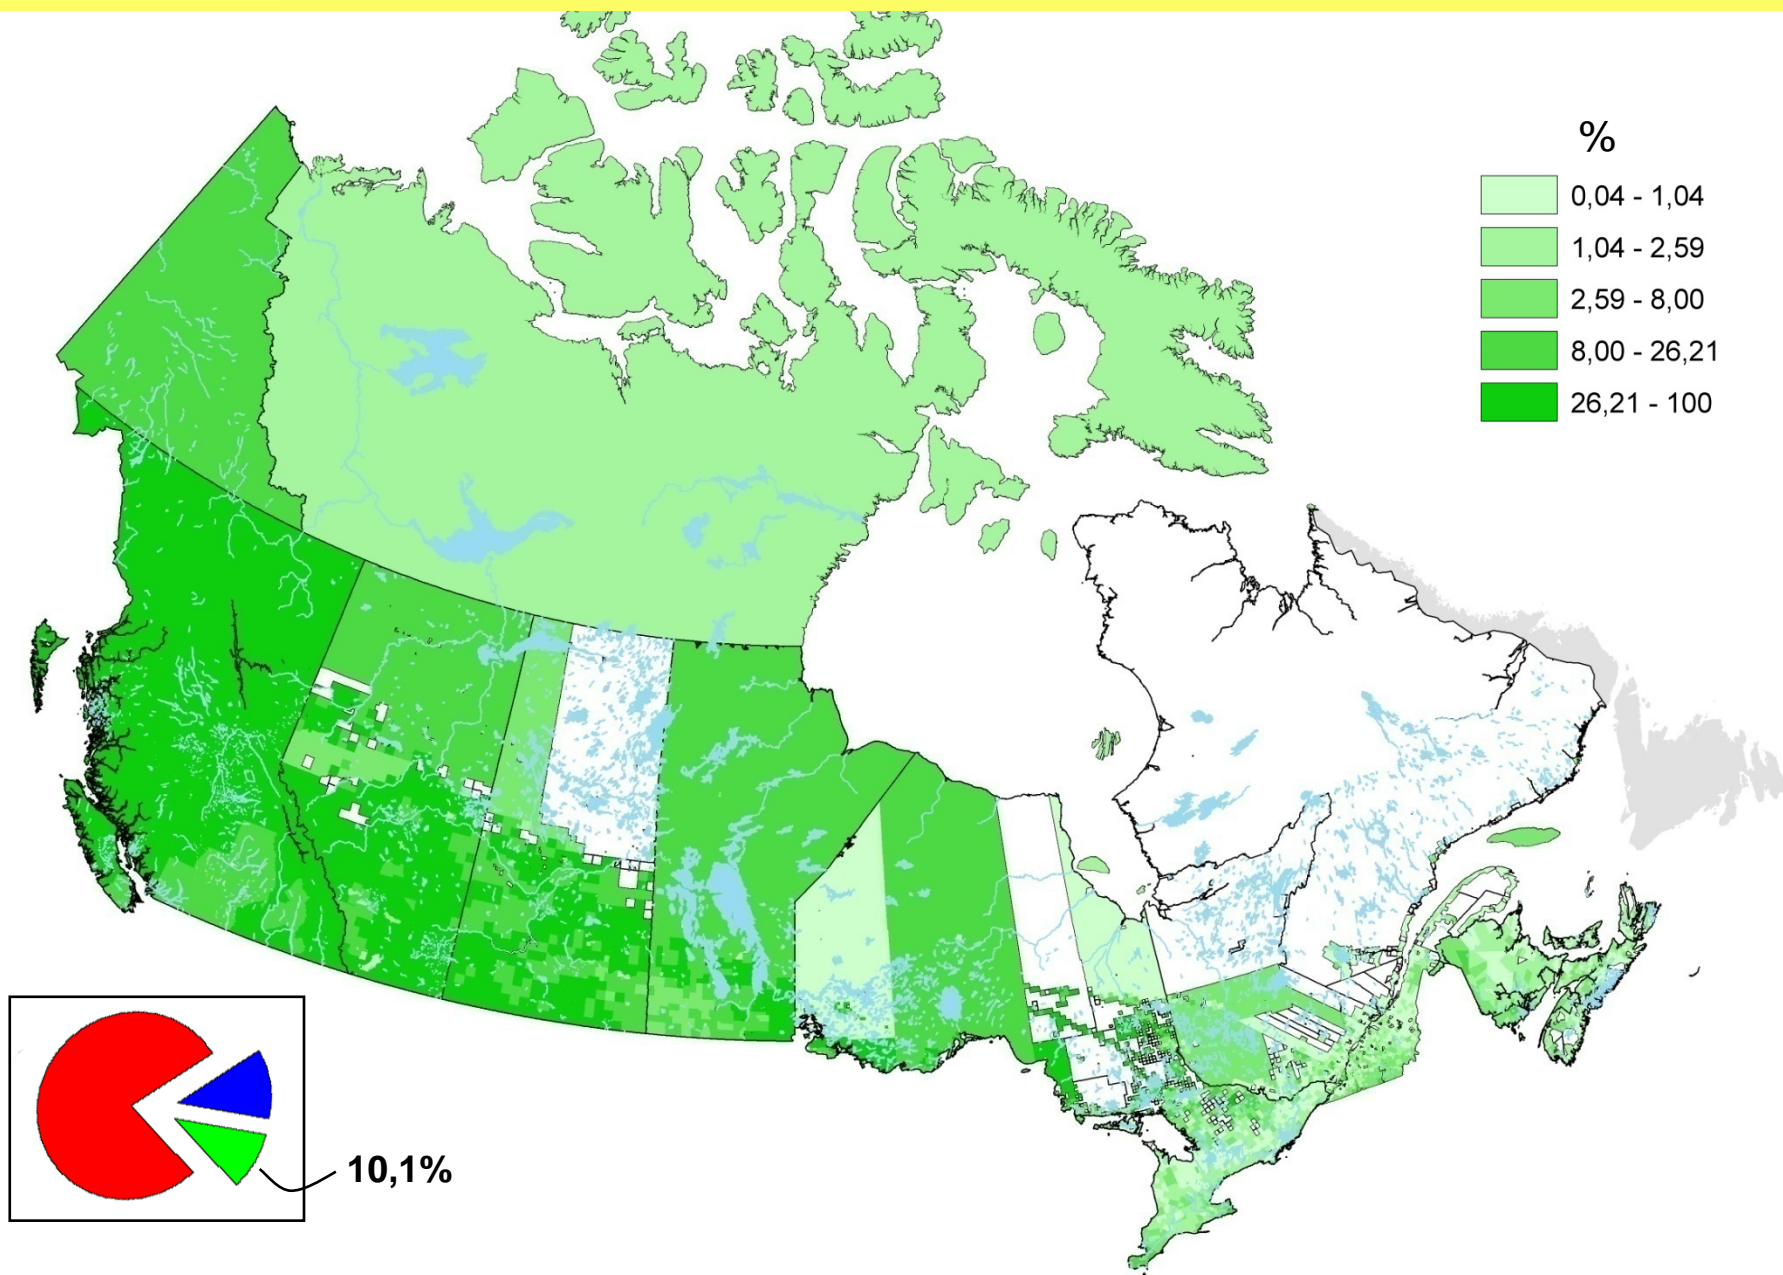 %
0,04 - 1,04
1,04 - 2,59
2,59 - 8,00
8,00 - 26,21
26,21 - 100
10,1%